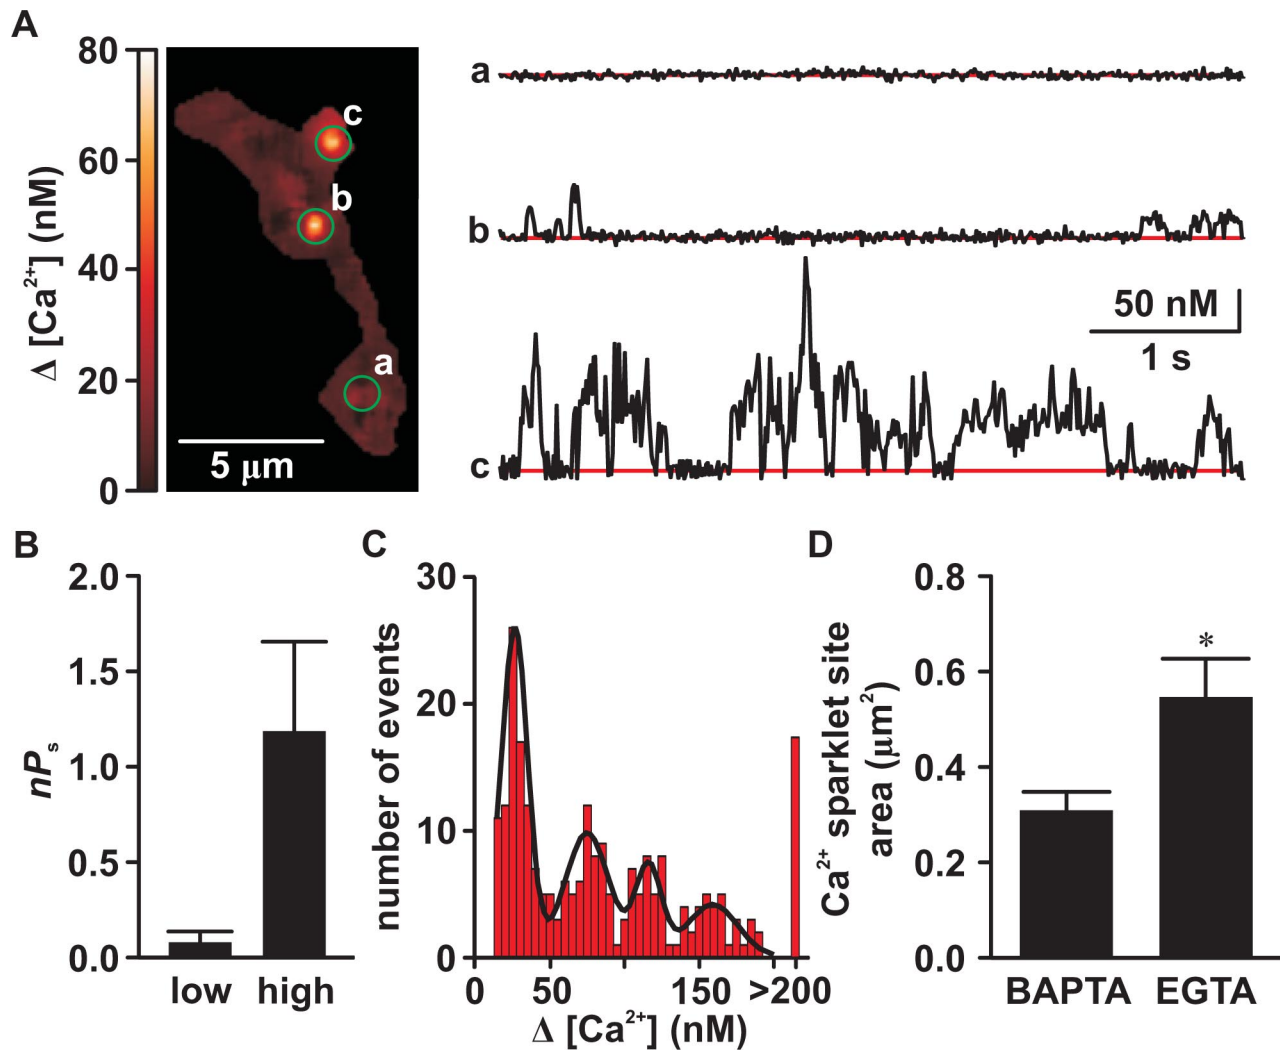 A
80
60
40
20
0
Δ [Ca²⁺] (nM)
c
b
a
5 μm
a
b
c
50 nM
1 s
B
2.0
1.5
1.0
0.5
0.0
nPₛ
low high
C
30
20
10
0
number of events
0 50 150 >200
Δ [Ca²⁺] (nM)
D
0.8
0.6
0.4
0.2
0.0
Ca²⁺ sparklet site
area (μm²)
*
BAPTA EGTA